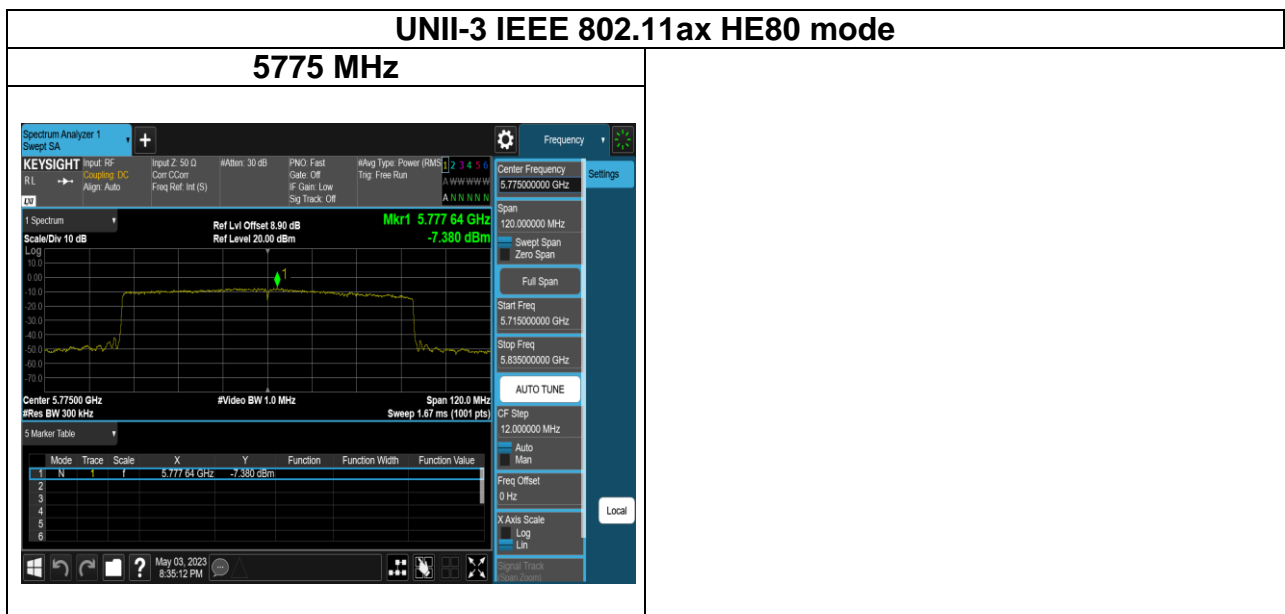 UNII-3 IEEE 802.11ax HE80 mode
5775 MHz
Spectrum Analyzer 1
Swept SA
Frequency
KEYSIGHT
RL
Input: RF
Coupling: DC
Align: Auto
Input Z: 50 Ω
Corr CCorr
Freq Ref: Int (S)
#Atten: 30 dB
PNO: Fast
Gate: Off
IF Gain: Low
Sig Track: Off
#Avg Type: Power (RMS
Trig: Free Run
1 2 3 4 5 6
A W W W W W
A N N N N N
LXI
1 Spectrum
Scale/Div 10 dB
Log
Ref Lvl Offset 8.90 dB
Ref Level 20.00 dBm
Mkr1 5.777 64 GHz
-7.380 dBm
1
10.0
0.00
-10.0
-20.0
-30.0
-40.0
-50.0
-60.0
-70.0
Center 5.77500 GHz
#Res BW 300 kHz
#Video BW 1.0 MHz
Span 120.0 MHz
Sweep 1.67 ms (1001 pts)
5 Marker Table
Mode Trace Scale X Y Function Function Width Function Value
1 N 1 f 5.777 64 GHz -7.380 dBm
2
3
4
5
6
May 03, 2023
8:35:12 PM
Center Frequency
5.775000000 GHz
Settings
Span
120.000000 MHz
Swept Span
Zero Span
Full Span
Start Freq
5.715000000 GHz
Stop Freq
5.835000000 GHz
AUTO TUNE
CF Step
12.000000 MHz
Auto
Man
Freq Offset
0 Hz
X Axis Scale
Log
Lin
Signal Track
(Span Zoom)
Local